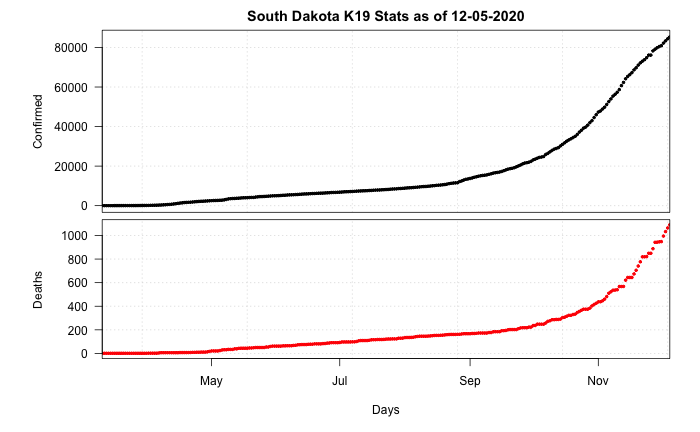 South Dakota K19 Stats as of 12-05-2020
Confirmed
80000
60000
40000
20000
0
Deaths
1000
800
600
400
200
0
May Jul Sep Nov
Days